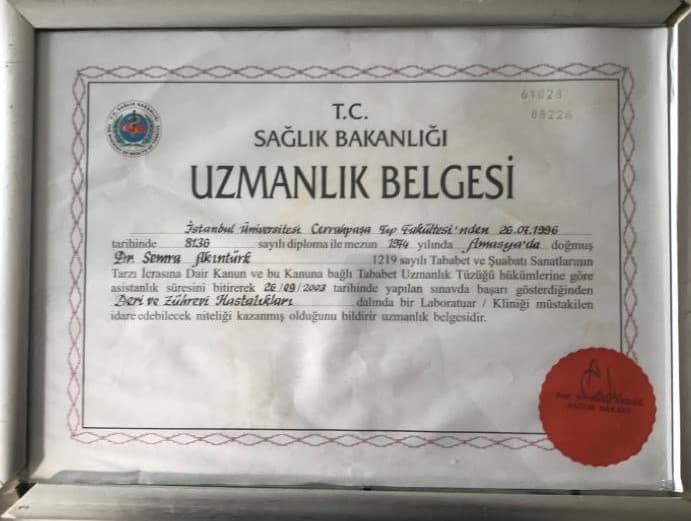 61028
08226
T.C.
SAĞLIK BAKANLIĞI
UZMANLIK BELGESİ
İstanbul Üniversitesi Cerrahpaşa Tıp Fakültesi'nden 26.07.1996
tarihinde 8136 sayılı diploma ile mezun 1974 yılında Amasya'da doğmuş
Dr. Semra Akıntürk 1219 sayılı Tababet ve Şuabatı Sanatlarının
Tarzı İcrasına Dair Kanun ve bu Kanuna bağlı Tababet Uzmanlık Tüzüğü hükümlerine göre
asistanlık süresini bitirerek 26/09/2003 tarihinde yapılan sınavda başarı gösterdiğinden
Deri ve Zührevi Hastalıkları dalında bir Laboratuar / Kliniği müstakilen
idare edebilecek niteliği kazanmış olduğunu bildirir uzmanlık belgesidir.
SAĞLIK BAKANI